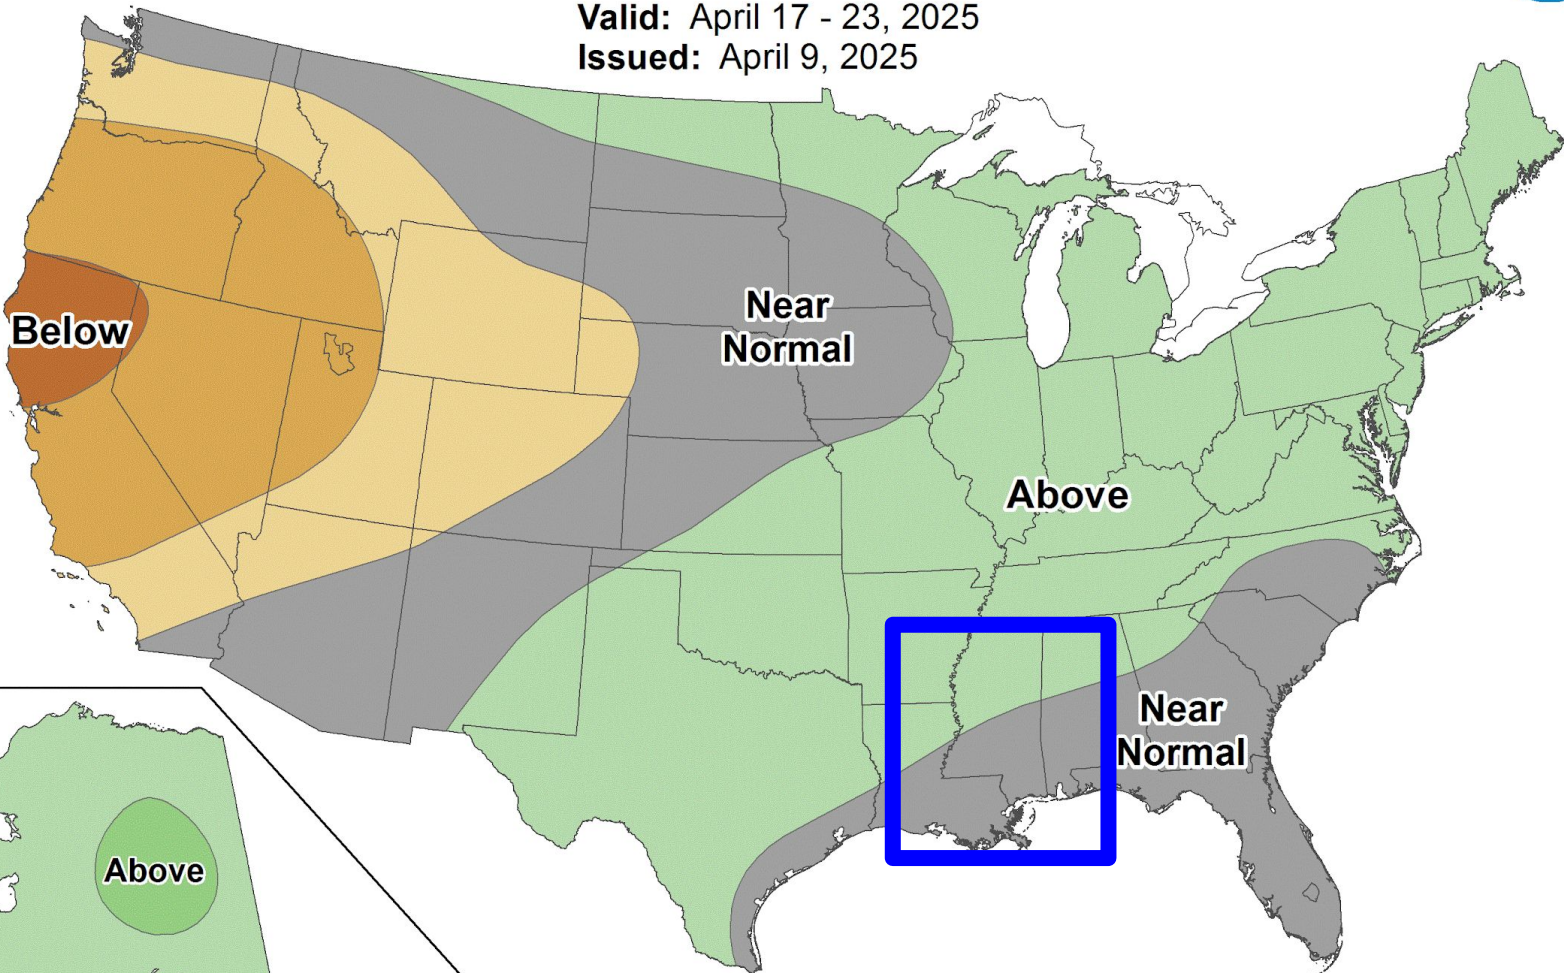 Valid: April 17 - 23, 2025
Issued: April 9, 2025
Near
Normal
Below
Above
Near
Normal
Above